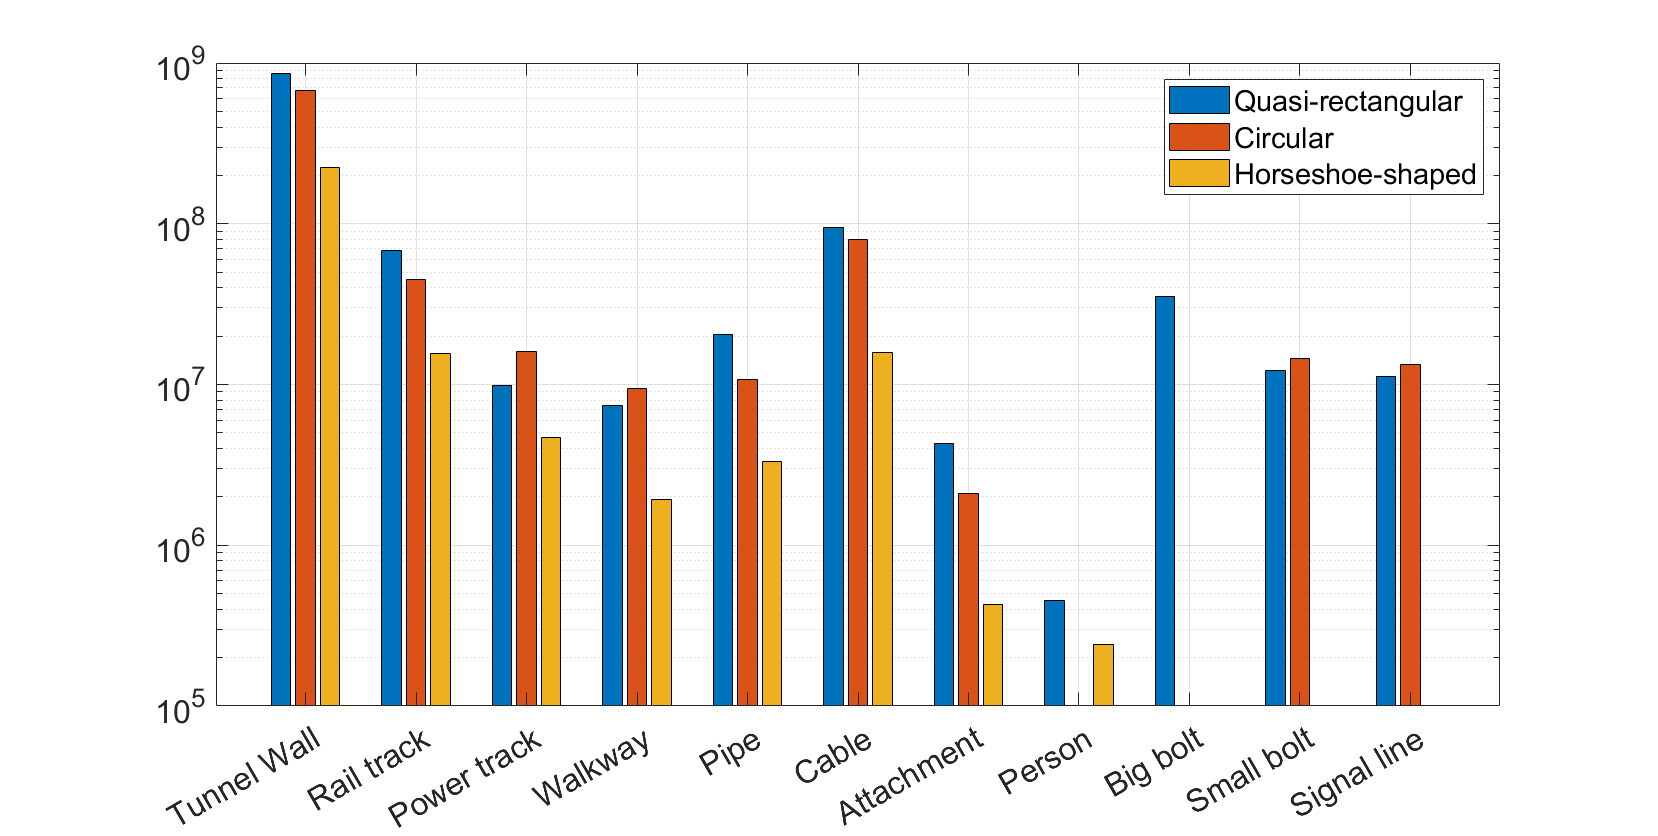 10^9
10^8
10^7
10^6
10^5
Quasi-rectangular
Circular
Horseshoe-shaped
Tunnel Wall
Rail track
Power track
Walkway
Pipe
Cable
Attachment
Person
Big bolt
Small bolt
Signal line